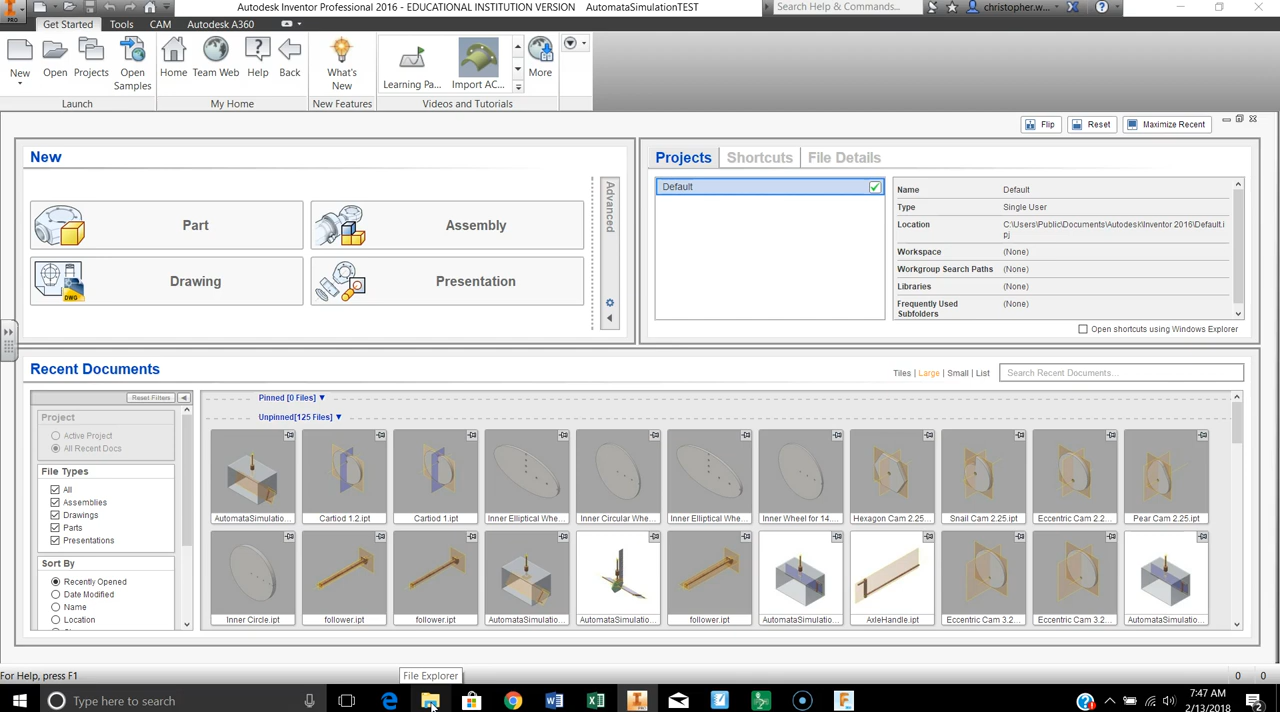 Autodesk Inventor Professional 2016 - EDUCATIONAL INSTITUTION VERSION AutomataSimulationTEST
Search Help & Commands...
christopher.w...
PRO
Get Started Tools CAM Autodesk A360
New Open Projects Open Samples
Home Team Web Help Back
What's New
Learning Pa... Import AC... More
Launch My Home New Features Videos and Tutorials
Flip Reset Maximize Recent
New
Part Assembly
Drawing Presentation
DWG
Advanced
Projects Shortcuts File Details
Default
Name Default
Type Single User
Location C:\Users\Public\Documents\Autodesk\Inventor 2016\Default.i
pj
Workspace (None)
Workgroup Search Paths (None)
Libraries (None)
Frequently Used (None)
Subfolders
Open shortcuts using Windows Explorer
Recent Documents
Tiles | Large | Small | List
Search Recent Documents...
Reset Filters
Project
Active Project
All Recent Docs
File Types
All
Assemblies
Drawings
Parts
Presentations
Sort By
Recently Opened
Date Modified
Name
Location
Pinned [0 Files]
Unpinned[125 Files]
AutomataSimulatio... Cartiod 1.2.ipt Cartiod 1.ipt Inner Elliptical Whe... Inner Circular Whe... Inner Elliptical Whe... Inner Wheel for 14.... Hexagon Cam 2.25... Snail Cam 2.25.ipt Eccentric Cam 2.2... Pear Cam 2.25.ipt
Inner Circle.ipt follower.ipt follower.ipt AutomataSimulatio... AutomataSimulatio... follower.ipt AutomataSimulatio... AxleHandle.ipt Eccentric Cam 3.2... Eccentric Cam 3.2... AutomataSimulatio...
For Help, press F1
0 0
File Explorer
Type here to search
7:47 AM
2/13/2018
2